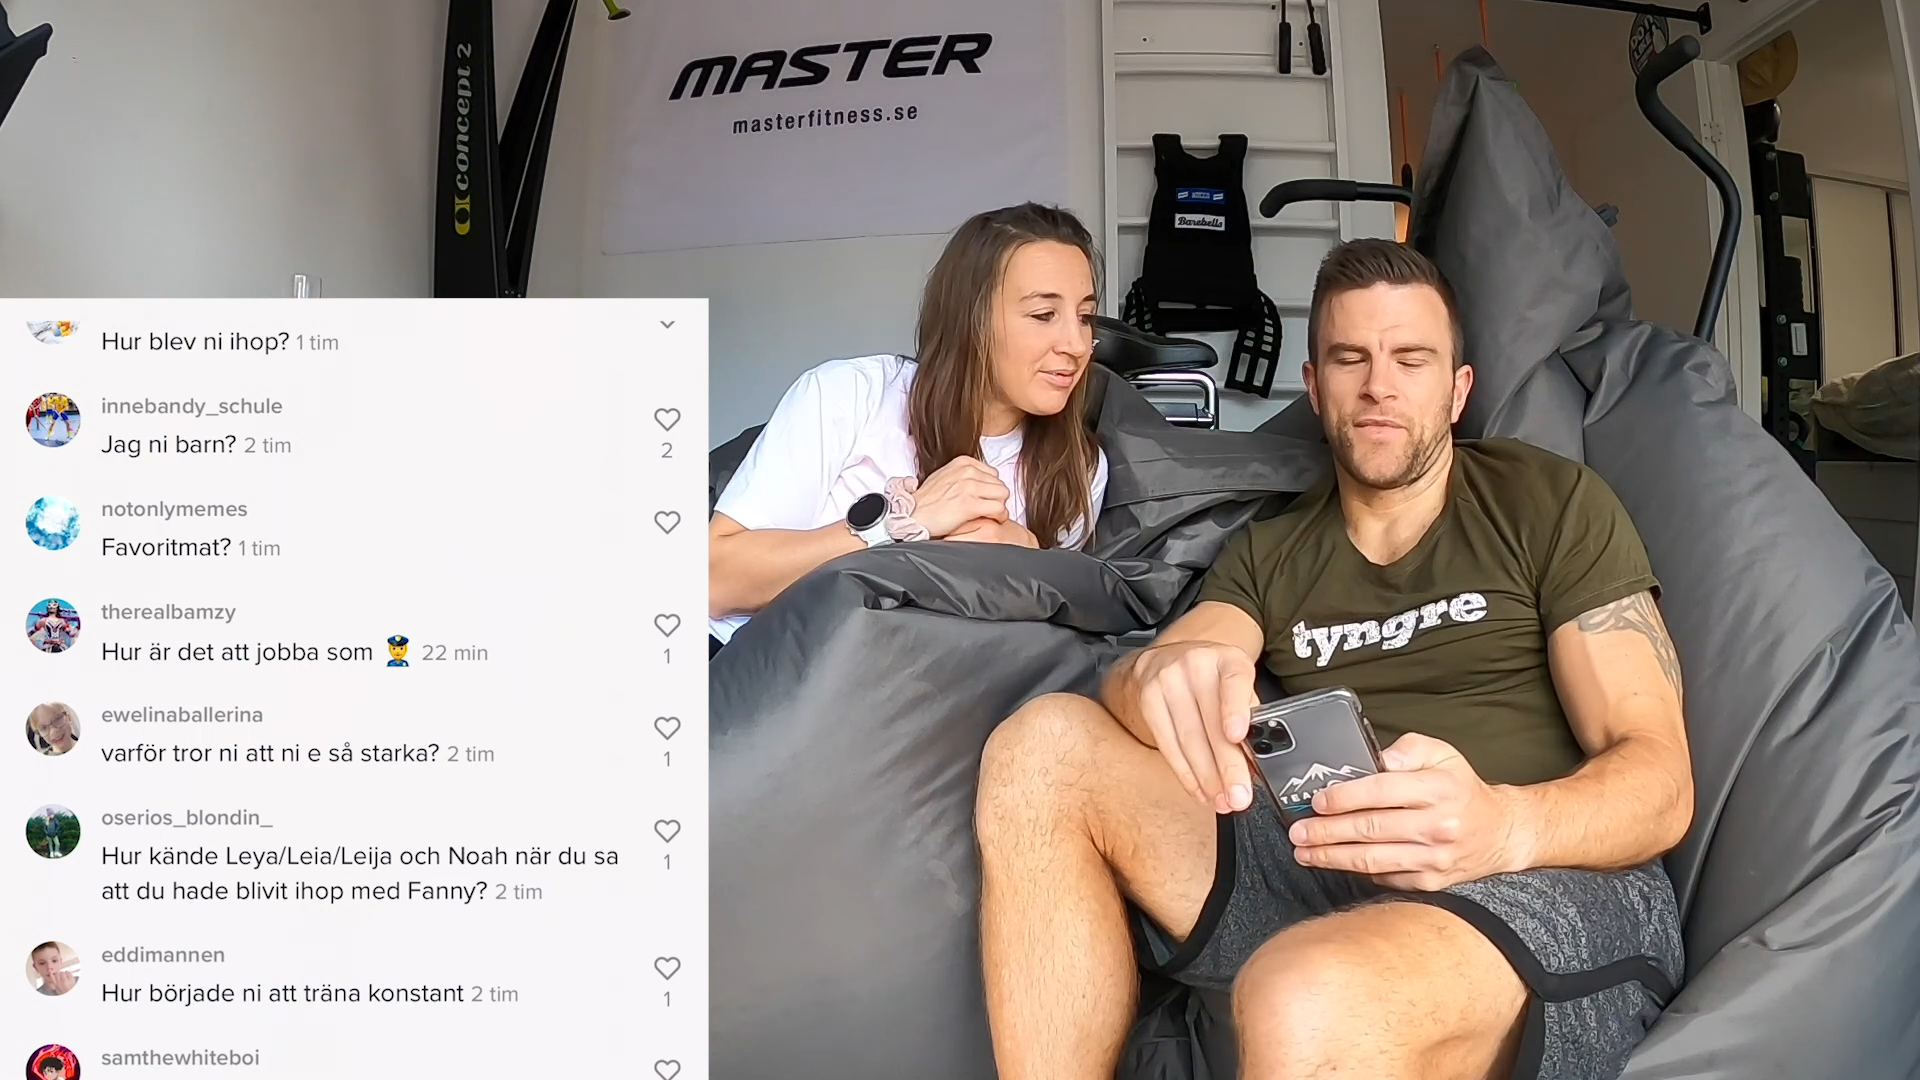 concept 2
MASTER
masterfitness.se
Barebells
Hur blev ni ihop? 1 tim
innebandy_schule
Jag ni barn? 2 tim
2
notonlymemes
Favoritmat? 1 tim
therealbamzy
Hur är det att jobba som 👮 22 min
1
ewelinaballerina
varför tror ni att ni e så starka? 2 tim
1
oserios_blondin_
Hur kände Leya/Leia/Leija och Noah när du sa
att du hade blivit ihop med Fanny? 2 tim
1
eddimannen
Hur började ni att träna konstant 2 tim
1
samthewhiteboi
tyngre